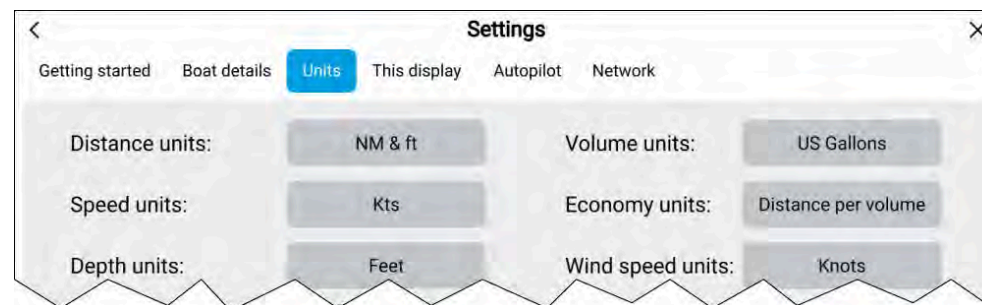 Settings
Getting started Boat details Units This display Autopilot Network
Distance units: NM & ft Volume units: US Gallons
Speed units: Kts Economy units: Distance per volume
Depth units: Feet Wind speed units: Knots